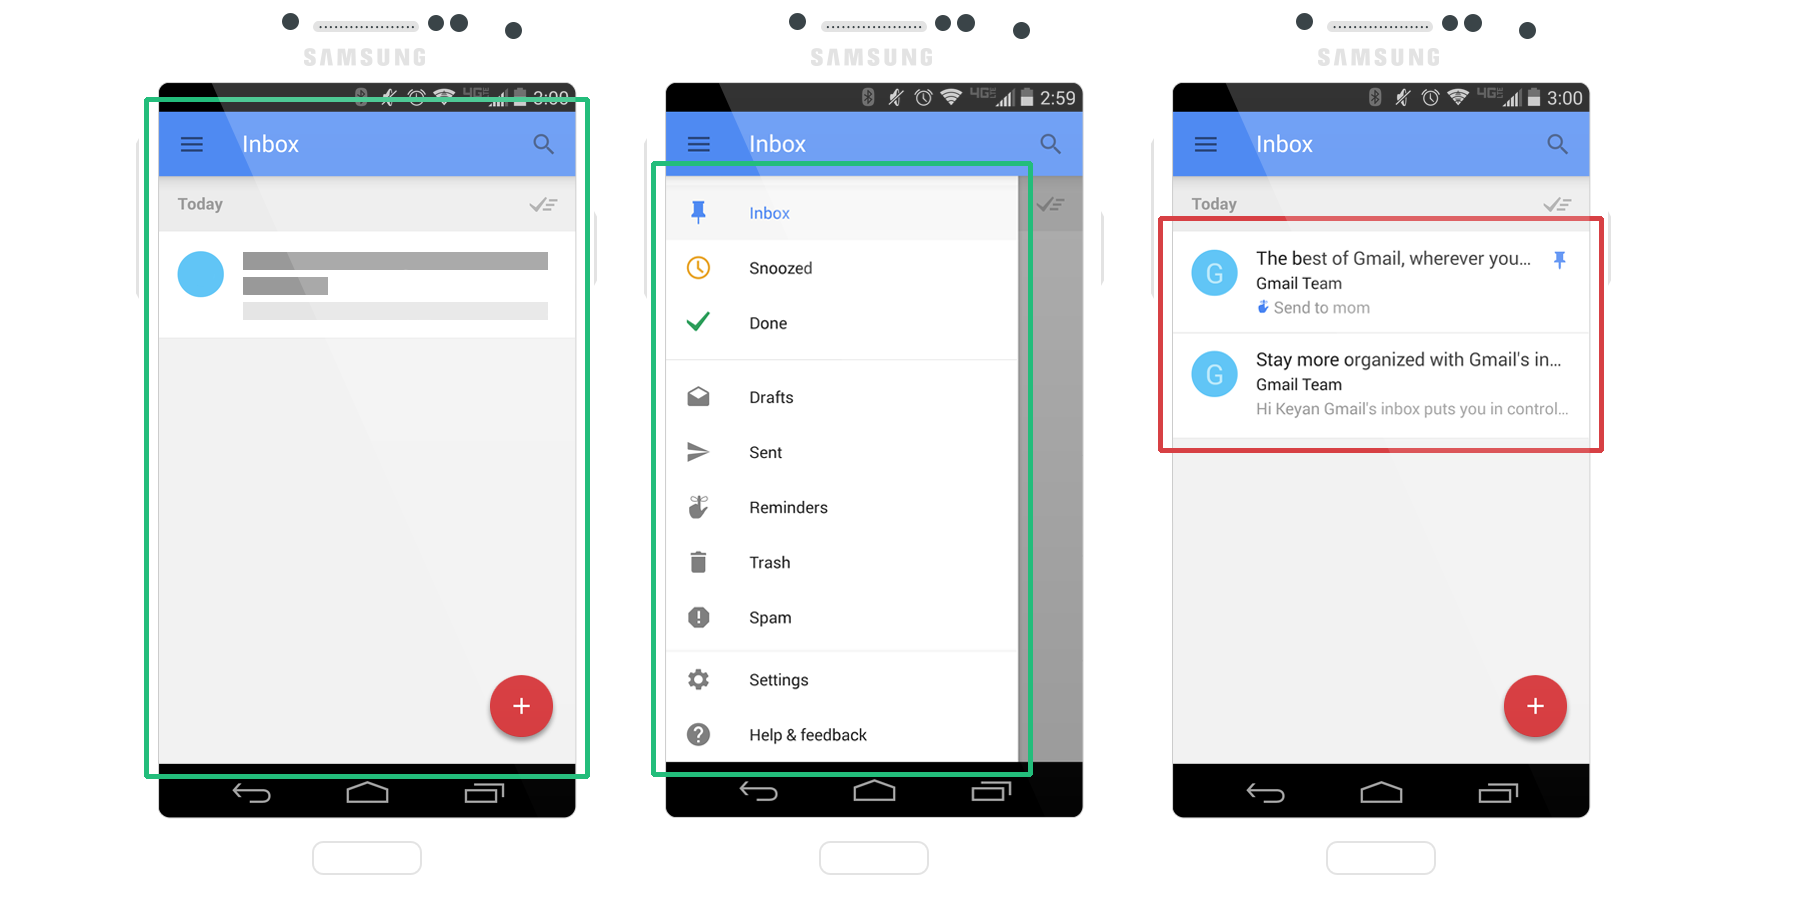 SAMSUNG
3:00
Inbox
Today
SAMSUNG
4G 2:59
Inbox
Inbox
Snoozed
Done
Drafts
Sent
Reminders
Trash
Spam
Settings
Help & feedback
SAMSUNG
4G 3:00
Inbox
Today
G
The best of Gmail, wherever you...
Gmail Team
Send to mom
G
Stay more organized with Gmail's in...
Gmail Team
Hi Keyan Gmail's inbox puts you in control...